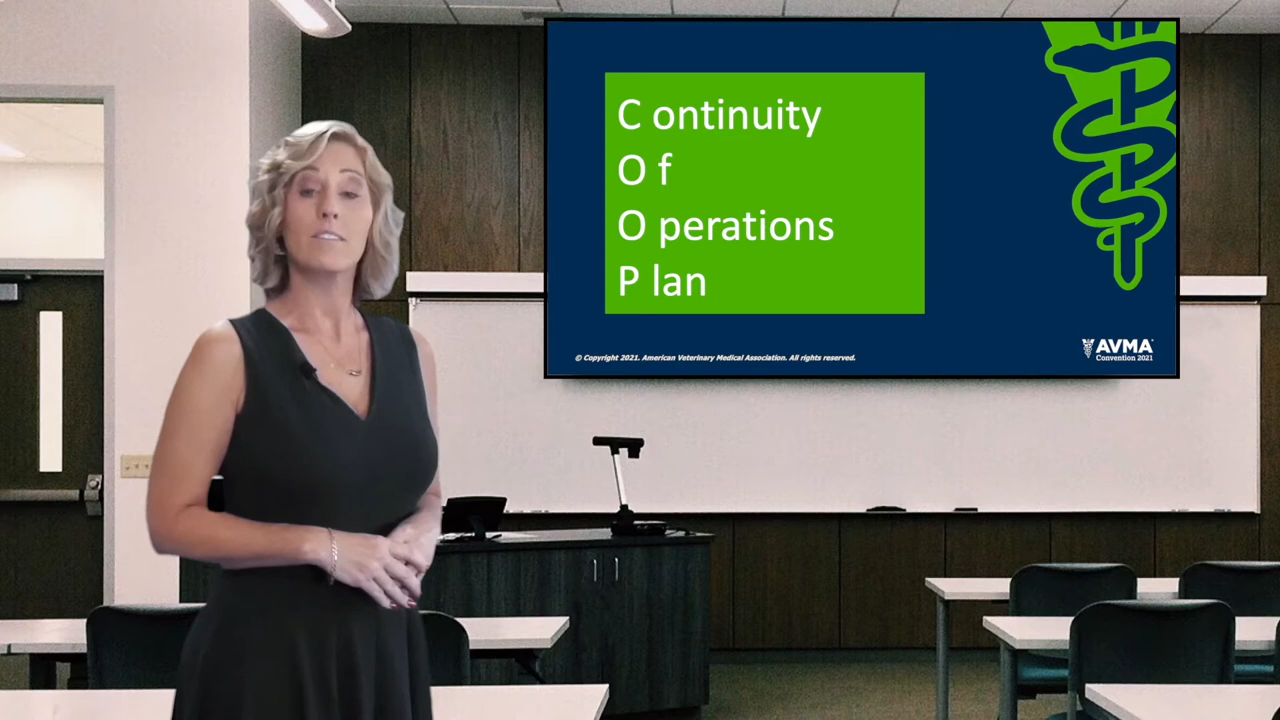 C ontinuity
O f
O perations
P lan
© Copyright 2021. American Veterinary Medical Association. All rights reserved.
AVMA
Convention 2021